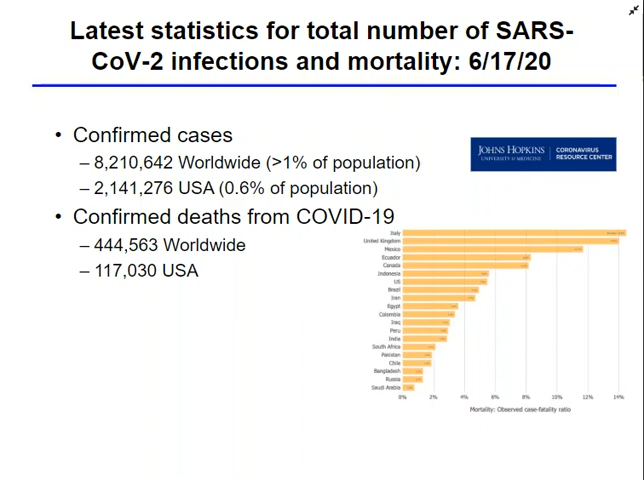 Latest statistics for total number of SARS-
CoV-2 infections and mortality: 6/17/20
• Confirmed cases
– 8,210,642 Worldwide (>1% of population)
– 2,141,276 USA (0.6% of population)
• Confirmed deaths from COVID-19
– 444,563 Worldwide
– 117,030 USA
JOHNS HOPKINS
UNIVERSITY of MEDICINE
CORONAVIRUS
RESOURCE CENTER
Italy
United Kingdom
Mexico
Ecuador
Canada
Indonesia
US
Brazil
Iran
Egypt
Colombia
Iraq
Peru
India
South Africa
Pakistan
Chile
Bangladesh
Russia
Saudi Arabia
0% 2% 4% 6% 8% 10% 12% 14%
Mortality: Observed case-fatality ratio